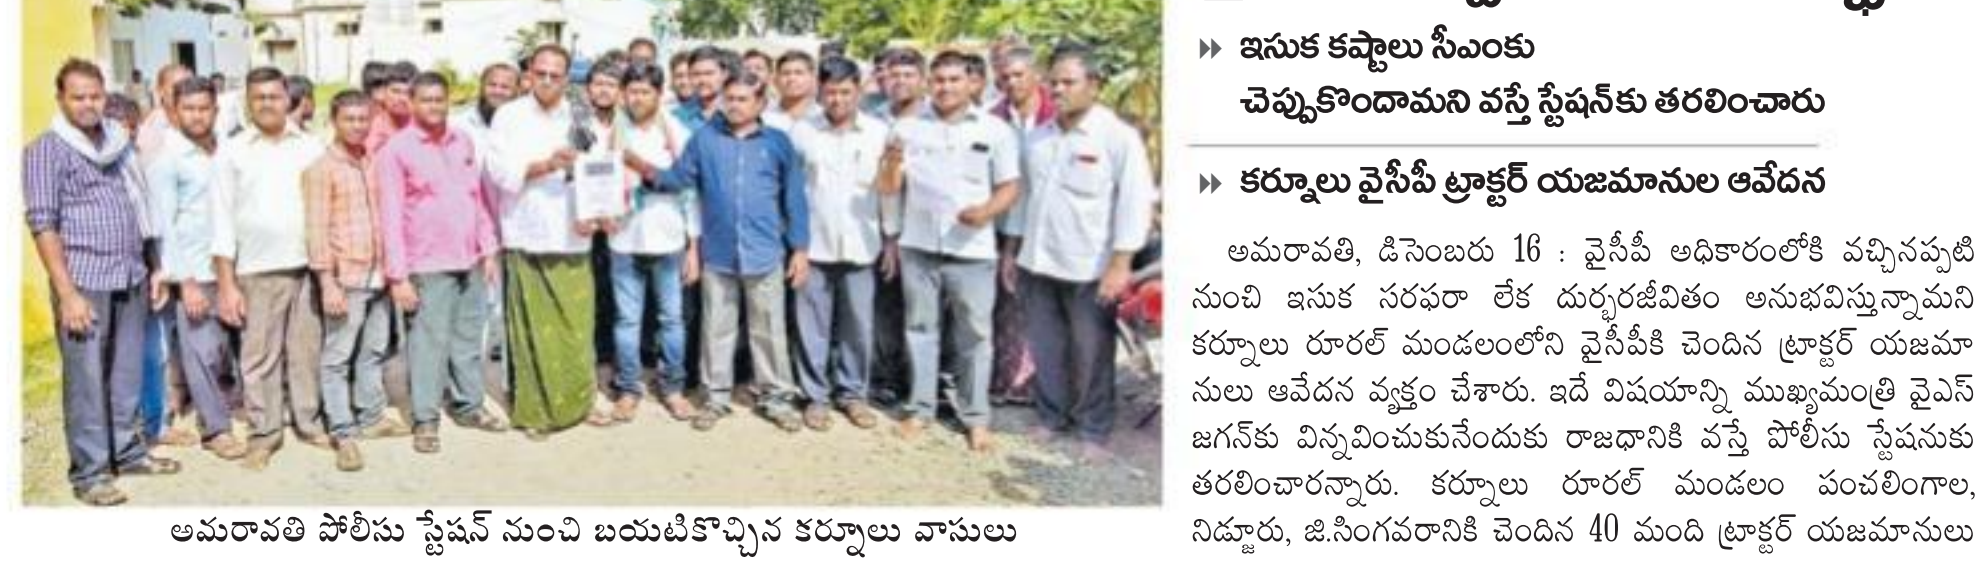 ఇసుక కష్టాలు సీఎంకు
చెప్పుకొందామని వస్తే స్టేషన్‌కు తరలించారు
కర్నూలు వైసీపీ ట్రాక్టర్ యజమానుల ఆవేదన
అమరావతి, డిసెంబరు 16 : వైసీపీ అధికారంలోకి వచ్చినప్పటి
నుంచి ఇసుక సరఫరా లేక దుర్భరజీవితం అనుభవిస్తున్నామని
కర్నూలు రూరల్ మండలంలోని వైసీపీకి చెందిన ట్రాక్టర్ యజమా
నులు ఆవేదన వ్యక్తం చేశారు. ఇదే విషయాన్ని ముఖ్యమంత్రి వైఎస్
జగన్‌కు విన్నవించుకునేందుకు రాజధానికి వస్తే పోలీసు స్టేషనుకు
తరలించారన్నారు. కర్నూలు రూరల్ మండలం పంచలింగాల,
నిడ్జూరు, జి.సింగవరానికి చెందిన 40 మంది ట్రాక్టర్ యజమానులు
అమరావతి పోలీసు స్టేషన్ నుంచి బయటికొచ్చిన కర్నూలు వాసులు